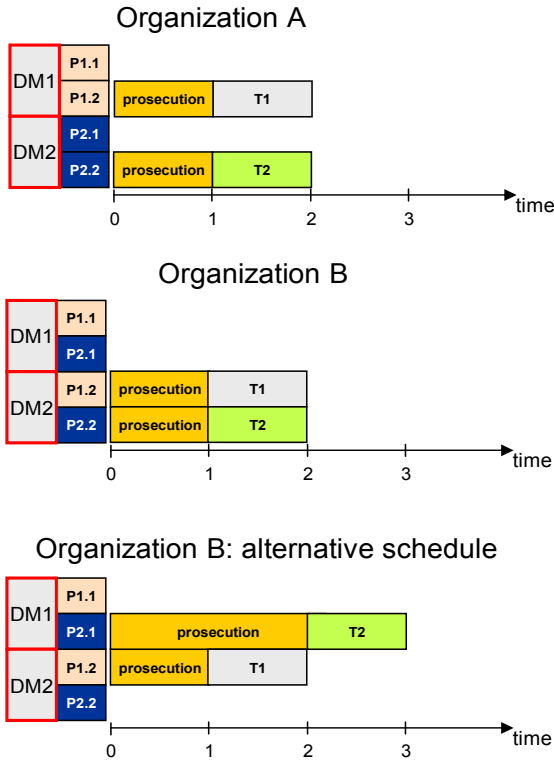 Organization A
DM1
P1.1
P1.2 prosecution T1
DM2
P2.1
P2.2 prosecution T2
time
0 1 2 3
Organization B
DM1
P1.1
P2.1
DM2
P1.2 prosecution T1
P2.2 prosecution T2
time
0 1 2 3
Organization B: alternative schedule
DM1
P1.1
P2.1 prosecution T2
DM2
P1.2 prosecution T1
P2.2
time
0 1 2 3